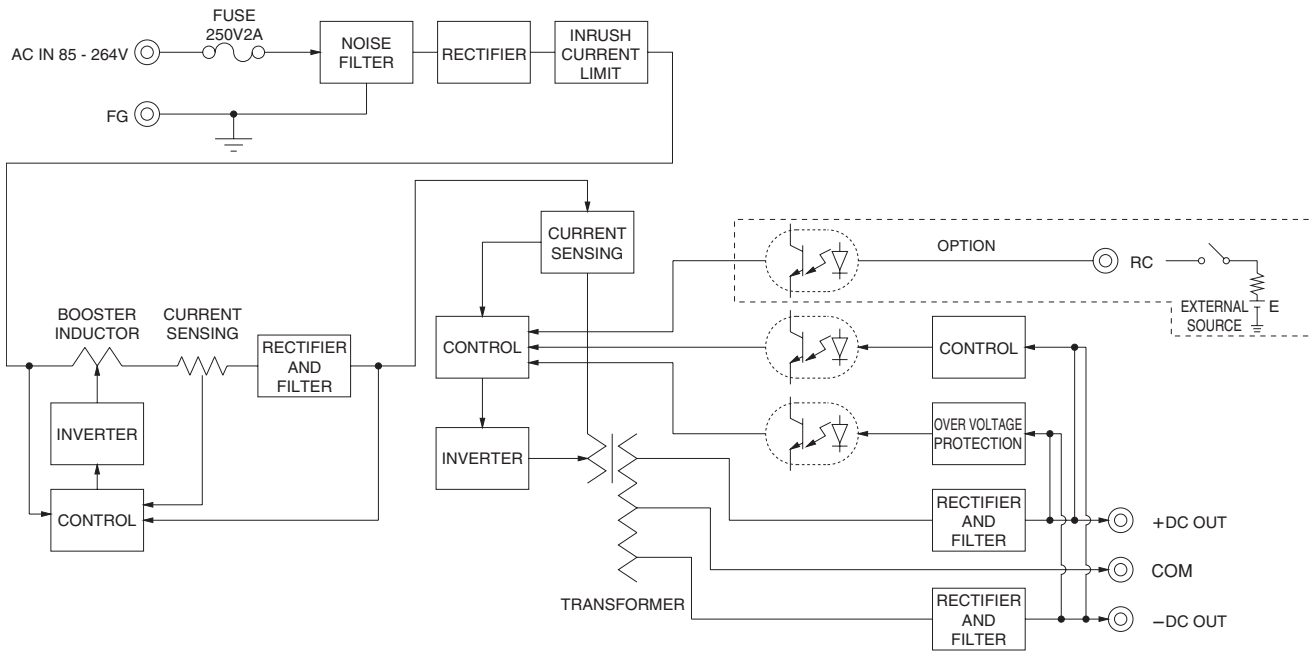 FUSE
250V2A
AC IN 85 - 264V
NOISE
FILTER
RECTIFIER
INRUSH
CURRENT
LIMIT
FG
CURRENT
SENSING
OPTION
RC
EXTERNAL
SOURCE
E
BOOSTER
INDUCTOR
CURRENT
SENSING
RECTIFIER
AND
FILTER
CONTROL
CONTROL
INVERTER
INVERTER
OVER VOLTAGE
PROTECTION
CONTROL
RECTIFIER
AND
FILTER
+DC OUT
COM
TRANSFORMER
RECTIFIER
AND
FILTER
−DC OUT